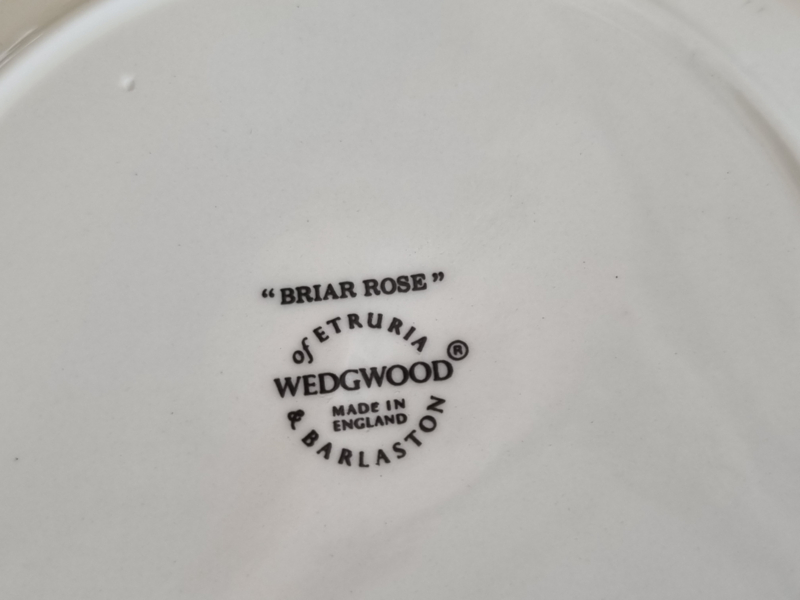 “BRIAR ROSE”
of ETRURIA
WEDGWOOD®
MADE IN
ENGLAND
& BARLASTON